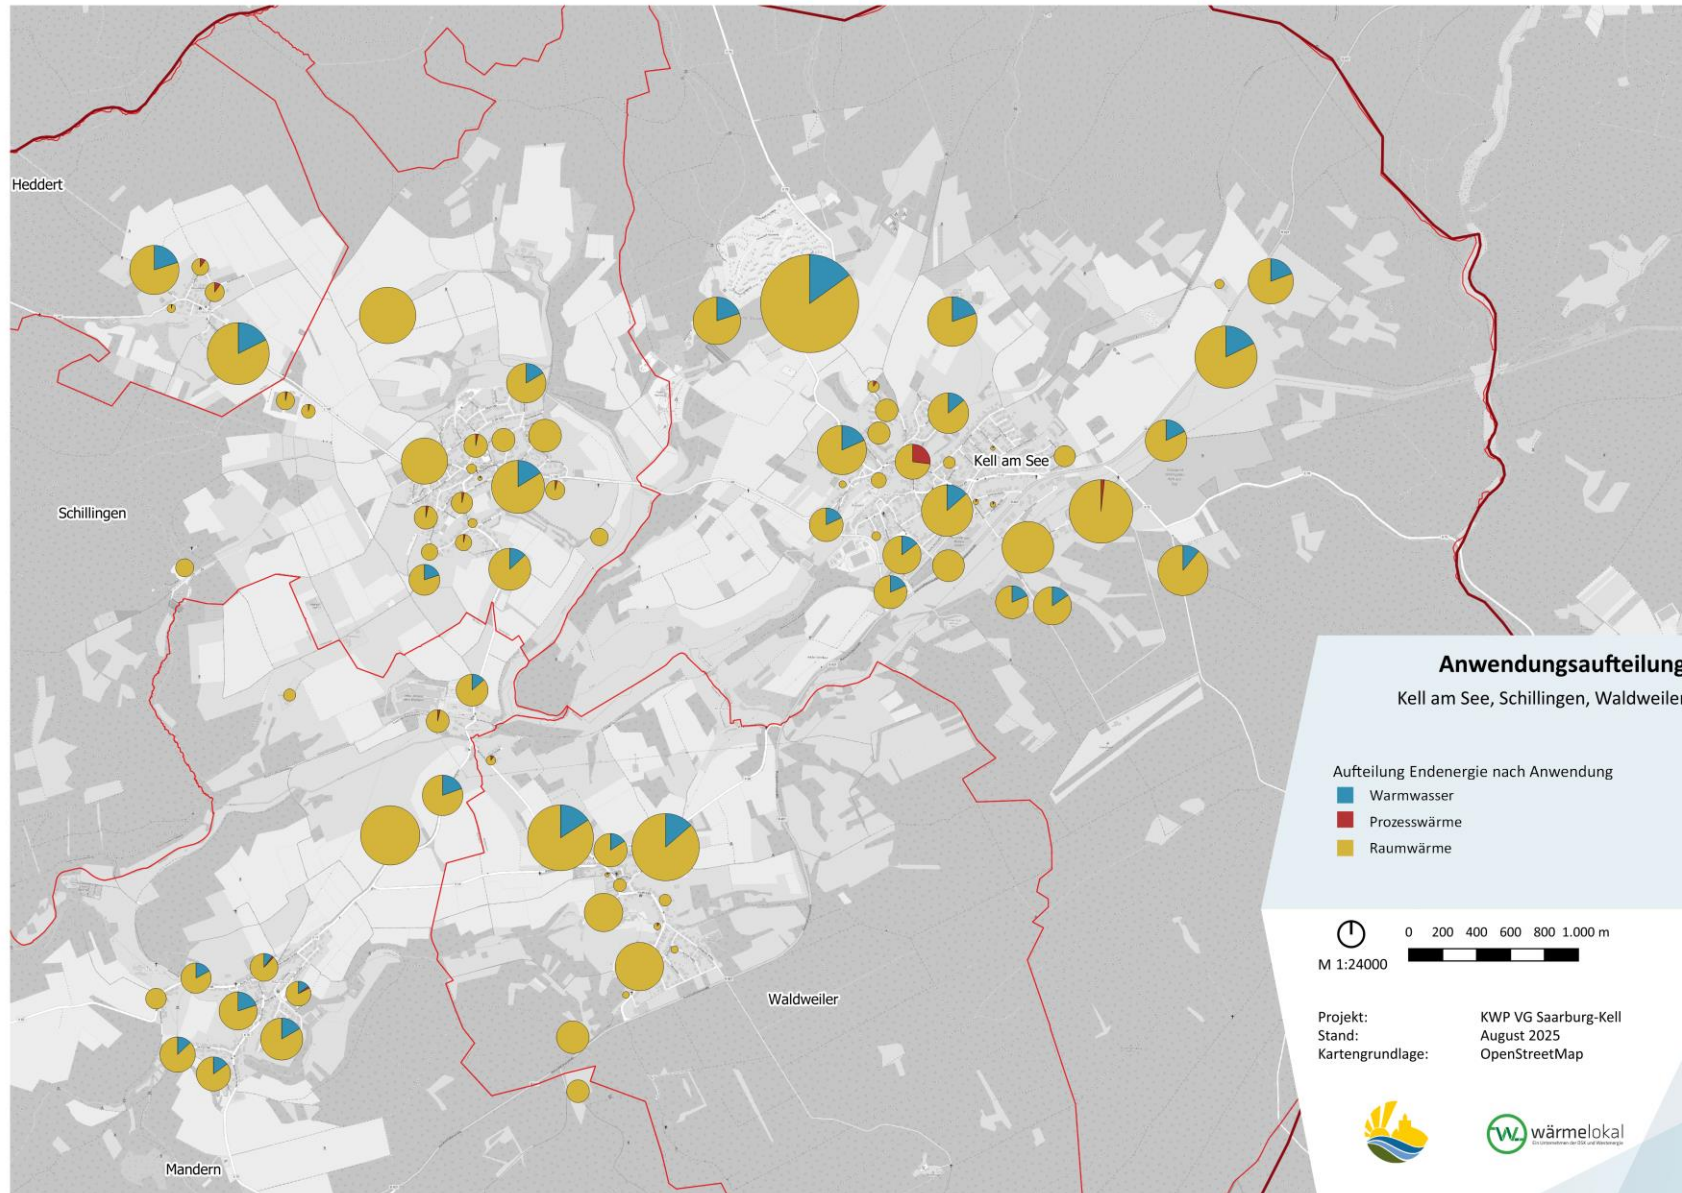 Heddert
Schillingen
Kell am See
Waldweiler
Mandern
Anwendungsaufteilung
Kell am See, Schillingen, Waldweiler
Aufteilung Endenergie nach Anwendung
Warmwasser
Prozesswärme
Raumwärme
0 200 400 600 800 1.000 m
M 1:24000
Projekt: KWP VG Saarburg-Kell
Stand: August 2025
Kartengrundlage: OpenStreetMap
wärmelokal